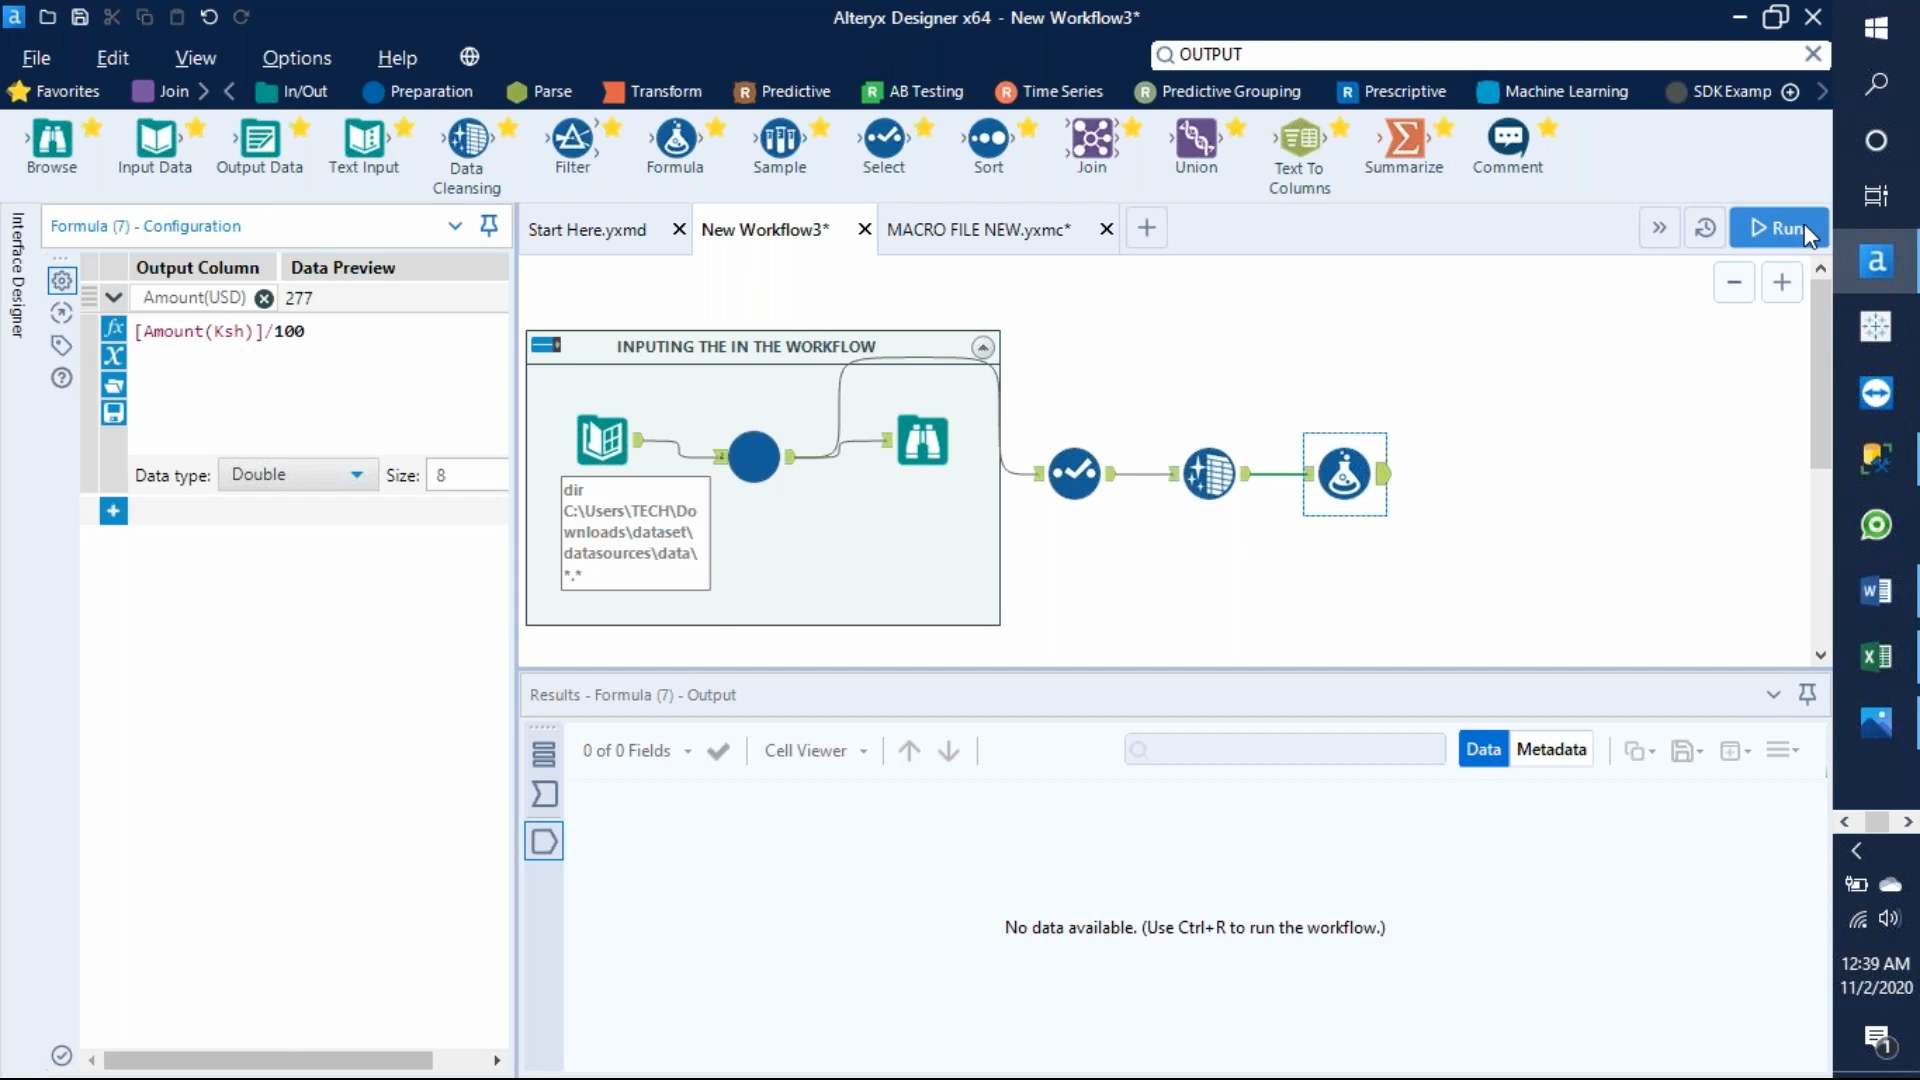 Alteryx Designer x64 - New Workflow3*
File Edit View Options Help
OUTPUT
Favorites Join In/Out Preparation Parse Transform Predictive AB Testing Time Series Predictive Grouping Prescriptive Machine Learning SDK Examp
Browse Input Data Output Data Text Input Data Cleansing Filter Formula Sample Select Sort Join Union Text To Columns Summarize Comment
Interface Designer
Formula (7) - Configuration
Start Here.yxmd New Workflow3* MACRO FILE NEW.yxmc* Run
Output Column Data Preview
Amount(USD) 277
[Amount(Ksh)]/100
Data type: Double Size: 8
INPUTING THE IN THE WORKFLOW
dir
C:\Users\TECH\Do
wnloads\dataset\
datasources\data\
*.*
Results - Formula (7) - Output
0 of 0 Fields Cell Viewer Data Metadata
No data available. (Use Ctrl+R to run the workflow.)
12:39 AM
11/2/2020
1